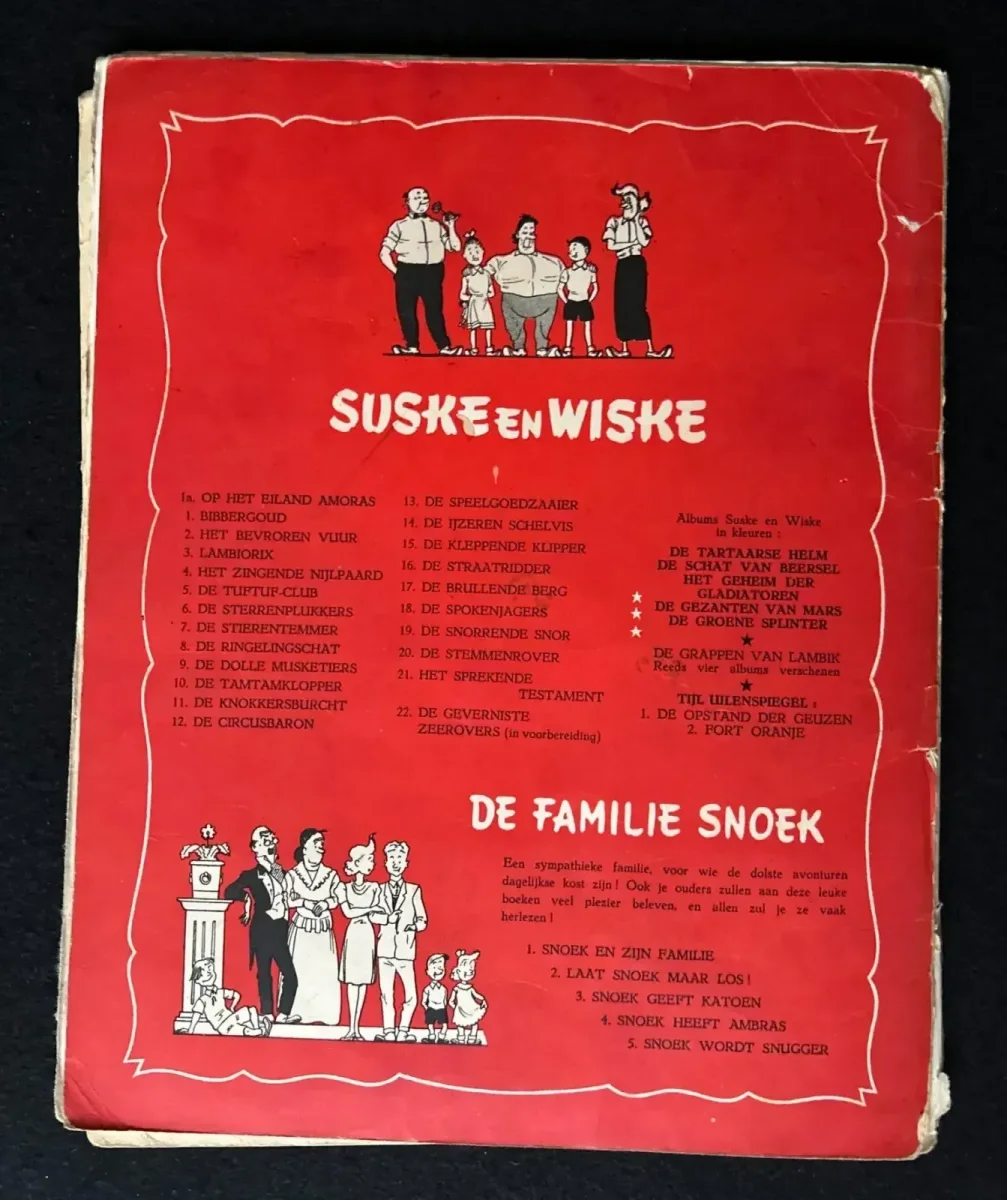 SUSKE EN WISKE
1a. OP HET EILAND AMORAS
1. BIBBERGOUD
2. HET BEVROREN VUUR
3. LAMBIORIX
4. HET ZINGENDE NIJLPAARD
5. DE TUFTUF-CLUB
6. DE STERRENPLUKKERS
7. DE STIERENTEMMER
8. DE RINGELINGSCHAT
9. DE DOLLE MUSKETIERS
10. DE TAMTAMKLOPPER
11. DE KNOKKERSBURCHT
12. DE CIRCUSBARON
13. DE SPEELGOEDZAAIER
14. DE IJZEREN SCHELVIS
15. DE KLEPPENDE KLIPPER
16. DE STRAATRIDDER
17. DE BRULLENDE BERG
18. DE SPOKENJAGERS
19. DE SNORRENDE SNOR
20. DE STEMMENROVER
21. HET SPREKENDE
TESTAMENT
22. DE GEVERNISTE
ZEEROVERS (in voorbereiding)
Albums Suske en Wiske
in kleuren :
DE TARTAARSE HELM
DE SCHAT VAN BEERSEL
HET GEHEIM DER
GLADIATOREN
DE GEZANTEN VAN MARS
DE GROENE SPLINTER
DE GRAPPEN VAN LAMBIK
Reeds vier albums verschenen
TIJL UILENSPIEGEL :
1. DE OPSTAND DER GEUZEN
2. FORT ORANJE
DE FAMILIE SNOEK
Een sympathieke familie, voor wie de dolste avonturen
dagelijkse kost zijn! Ook je ouders zullen aan deze leuke
boeken veel plezier beleven, en allen zul je ze vaak
herlezen!
1. SNOEK EN ZIJN FAMILIE
2. LAAT SNOEK MAAR LOS!
3. SNOEK GEEFT KATOEN
4. SNOEK HEEFT AMBRAS
5. SNOEK WORDT SNUGGER